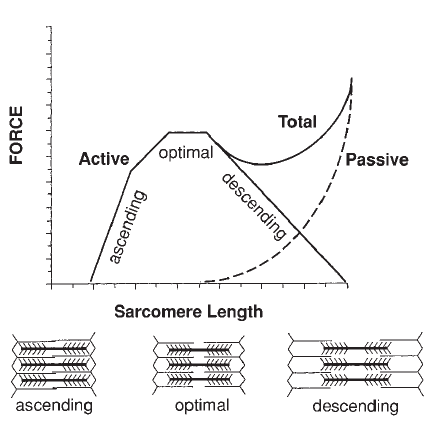 FORCE
Total
Active
optimal
Passive
ascending
descending
Sarcomere Length
ascending
optimal
descending